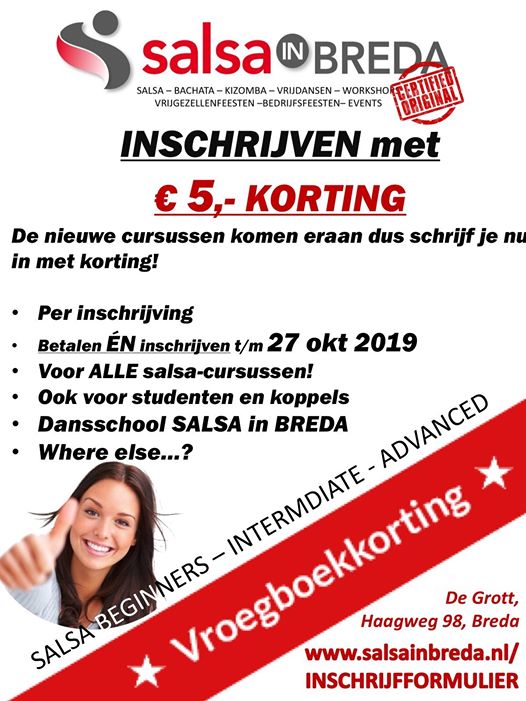 salsa IN BREDA
SALSA – BACHATA – KIZOMBA – VRIJDANSEN – WORKSHOPS
VRIJGEZELLENFEESTEN –BEDRIJFSFEESTEN– EVENTS
CERTIFIED
ORIGINAL
INSCHRIJVEN met
€ 5,- KORTING
De nieuwe cursussen komen eraan dus schrijf je nu
in met korting!
• Per inschrijving
• Betalen ÉN inschrijven t/m 27 okt 2019
• Voor ALLE salsa-cursussen!
• Ook voor studenten en koppels
• Dansschool SALSA in BREDA
• Where else...?
SALSA BEGINNERS – INTERMDIATE - ADVANCED
Vroegboekkorting
De Grott,
Haagweg 98, Breda
www.salsainbreda.nl/
INSCHRIJFFORMULIER